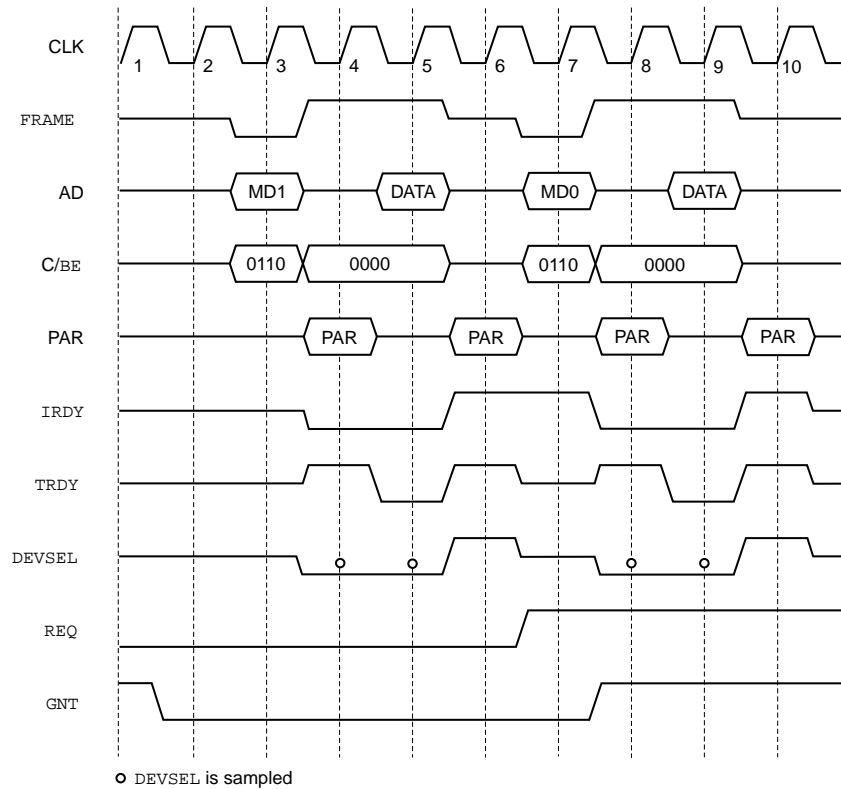 CLK
1 2 3 4 5 6 7 8 9 10
FRAME
AD MD1 DATA MD0 DATA
C/BE 0110 0000 0110 0000
PAR PAR PAR PAR PAR
IRDY
TRDY
DEVSEL
REQ
GNT
DEVSEL is sampled